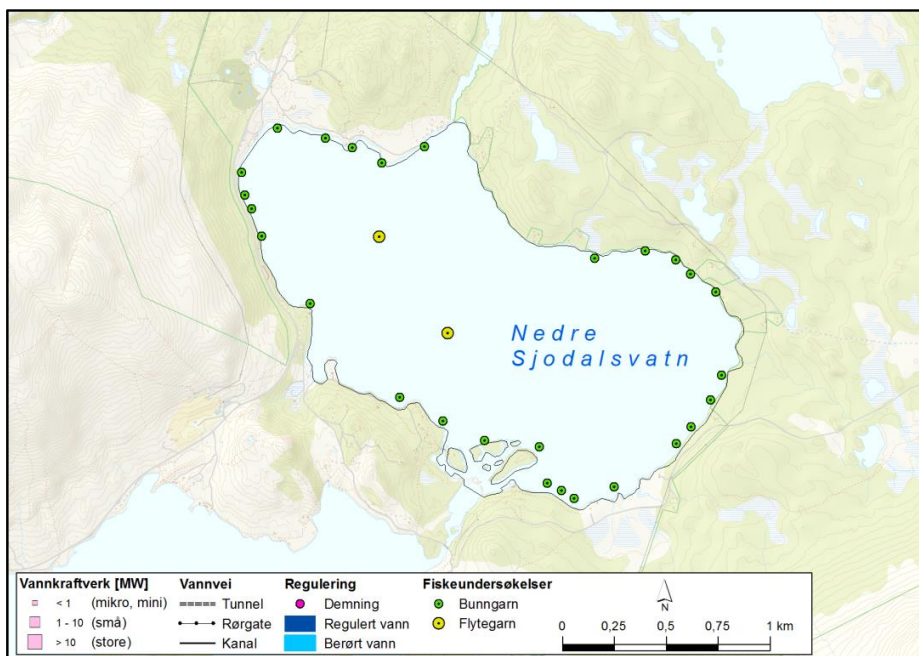 Nedre
Sjodalsvatn
Vannkraftverk [MW] Vannvei Regulering Fiskeundersøkelser
< 1 (mikro, mini) Tunnel Demning Bunngarn
1 - 10 (små) Rørgate Regulert vann Flytegarn
> 10 (store) Kanal Berørt vann
N
0 0,25 0,5 0,75 1 km